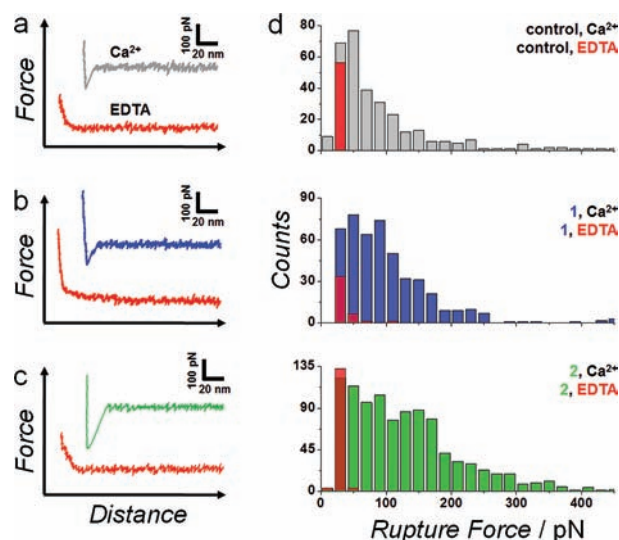 a
Force
Ca²⁺
EDTA
100 pN
20 nm
b
Force
100 pN
20 nm
c
Force
100 pN
20 nm
Distance
d
control, Ca²⁺
control, EDTA
80
60
40
20
0
1, Ca²⁺
1, EDTA
90
60
30
0
Counts
2, Ca²⁺
2, EDTA
135
90
45
0
0
100
200
300
400
Rupture Force / pN